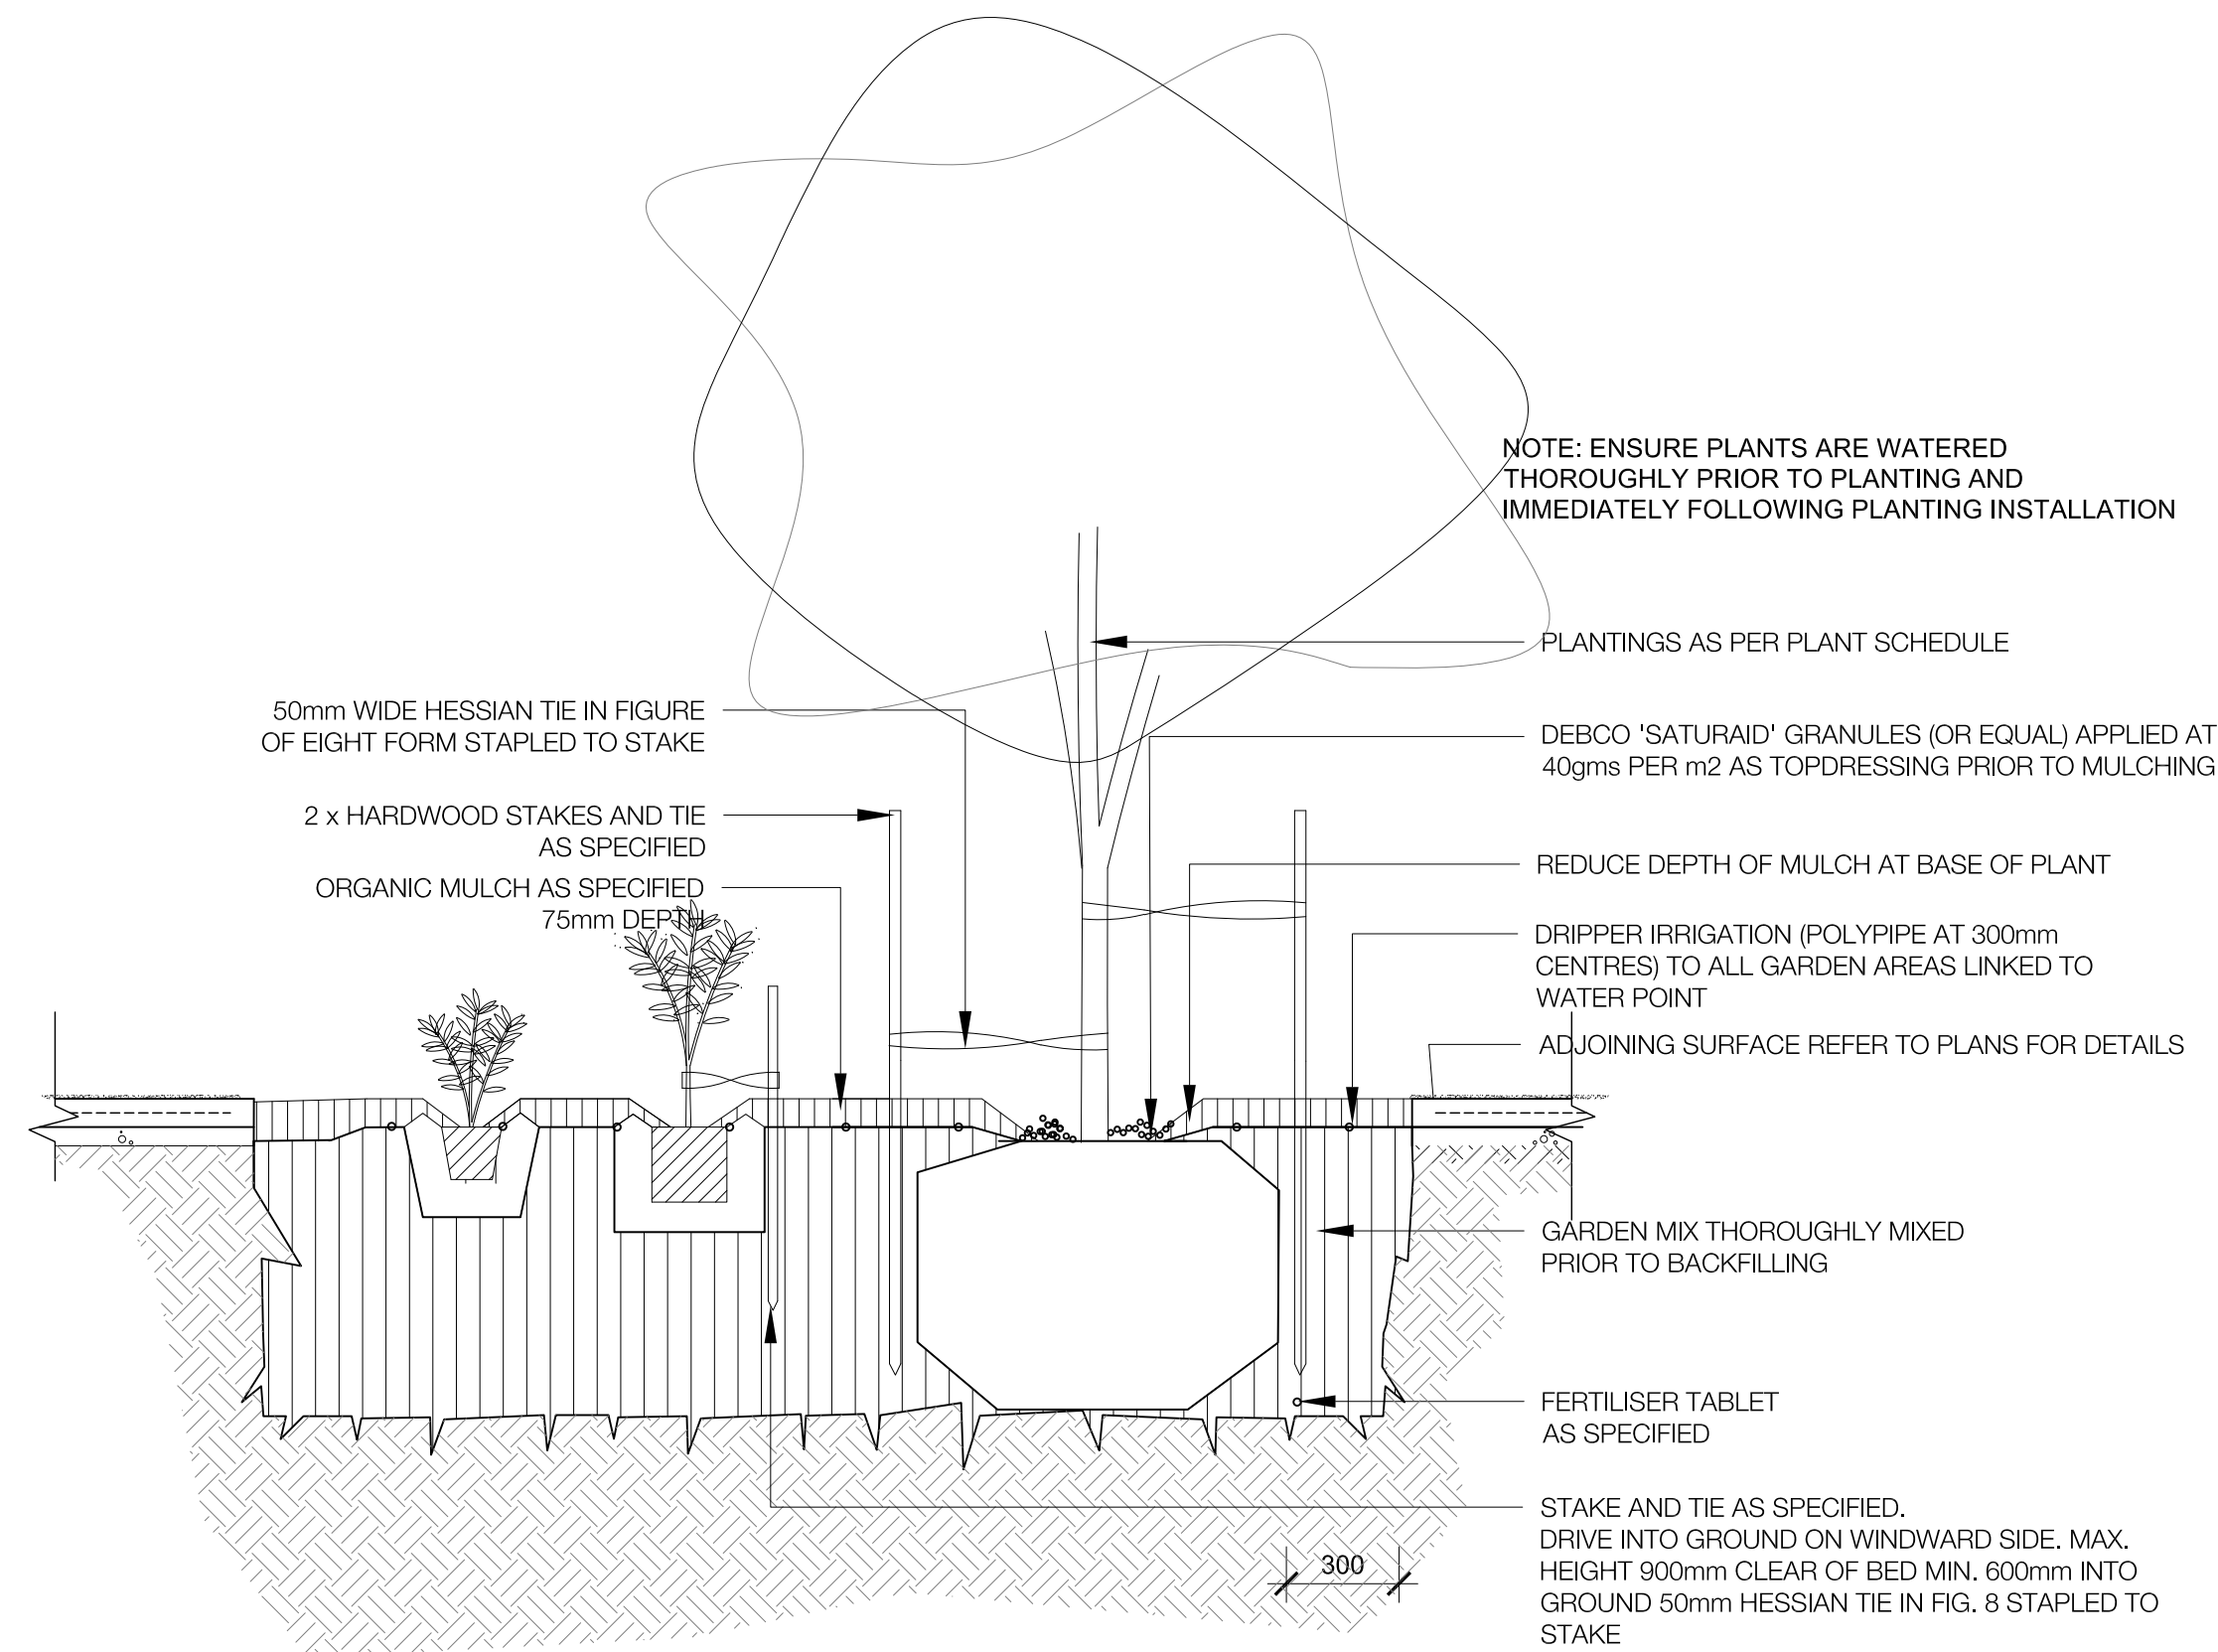 NOTE: ENSURE PLANTS ARE WATERED
THOROUGHLY PRIOR TO PLANTING AND
IMMEDIATELY FOLLOWING PLANTING INSTALLATION
PLANTINGS AS PER PLANT SCHEDULE
50mm WIDE HESSIAN TIE IN FIGURE
OF EIGHT FORM STAPLED TO STAKE
DEBCO 'SATURAID' GRANULES (OR EQUAL) APPLIED AT
40gms PER m2 AS TOPDRESSING PRIOR TO MULCHING
2 x HARDWOOD STAKES AND TIE
AS SPECIFIED
REDUCE DEPTH OF MULCH AT BASE OF PLANT
ORGANIC MULCH AS SPECIFIED
75mm DEPTH
DRIPPER IRRIGATION (POLYPIPE AT 300mm
CENTRES) TO ALL GARDEN AREAS LINKED TO
WATER POINT
ADJOINING SURFACE REFER TO PLANS FOR DETAILS
GARDEN MIX THOROUGHLY MIXED
PRIOR TO BACKFILLING
FERTILISER TABLET
AS SPECIFIED
STAKE AND TIE AS SPECIFIED.
DRIVE INTO GROUND ON WINDWARD SIDE. MAX.
HEIGHT 900mm CLEAR OF BED MIN. 600mm INTO
GROUND 50mm HESSIAN TIE IN FIG. 8 STAPLED TO
STAKE
300